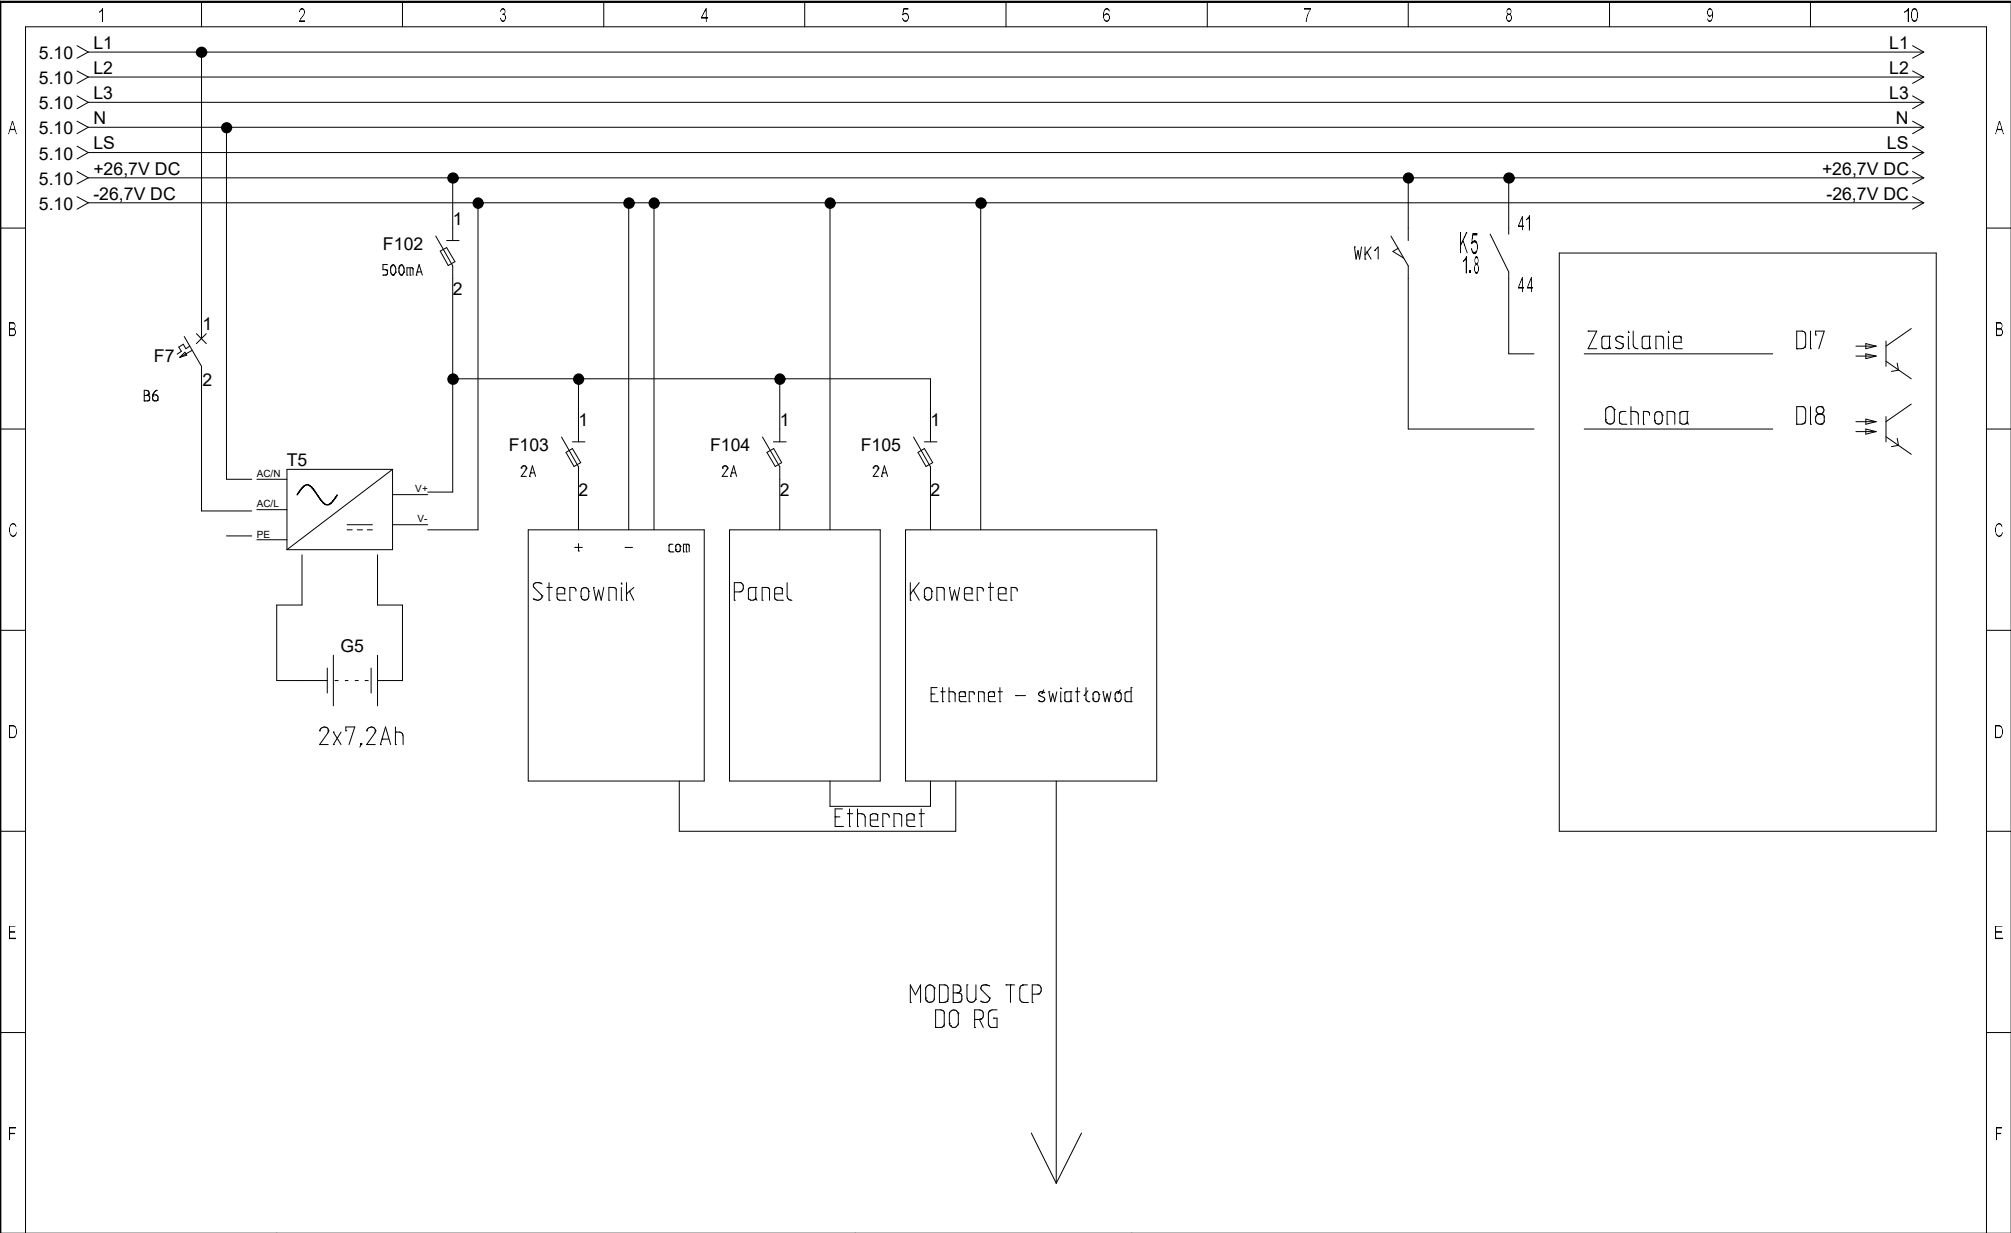 1 2 3 4 5 6 7 8 9 10
5.10 L1 L1
5.10 L2 L2
5.10 L3 L3
A 5.10 N N A
5.10 LS LS
5.10 +26,7V DC +26,7V DC
5.10 -26,7V DC -26,7V DC
1 41
F102 WK1 K5
500mA 1.8
2 44
1
B Zasilanie DI7 B
F7
2
B6
1 1 1 Ochrona DI8
F103 F104 F105
2A 2A 2A
T5
AC/N
V+ 2 2 2
AC/L
V-
C PE C
+ - com
Sterownik Panel Konwerter
G5
Ethernet - światłowód
D 2x7,2Ah D
Ethernet
E E
MODBUS TCP
DO RG
F F